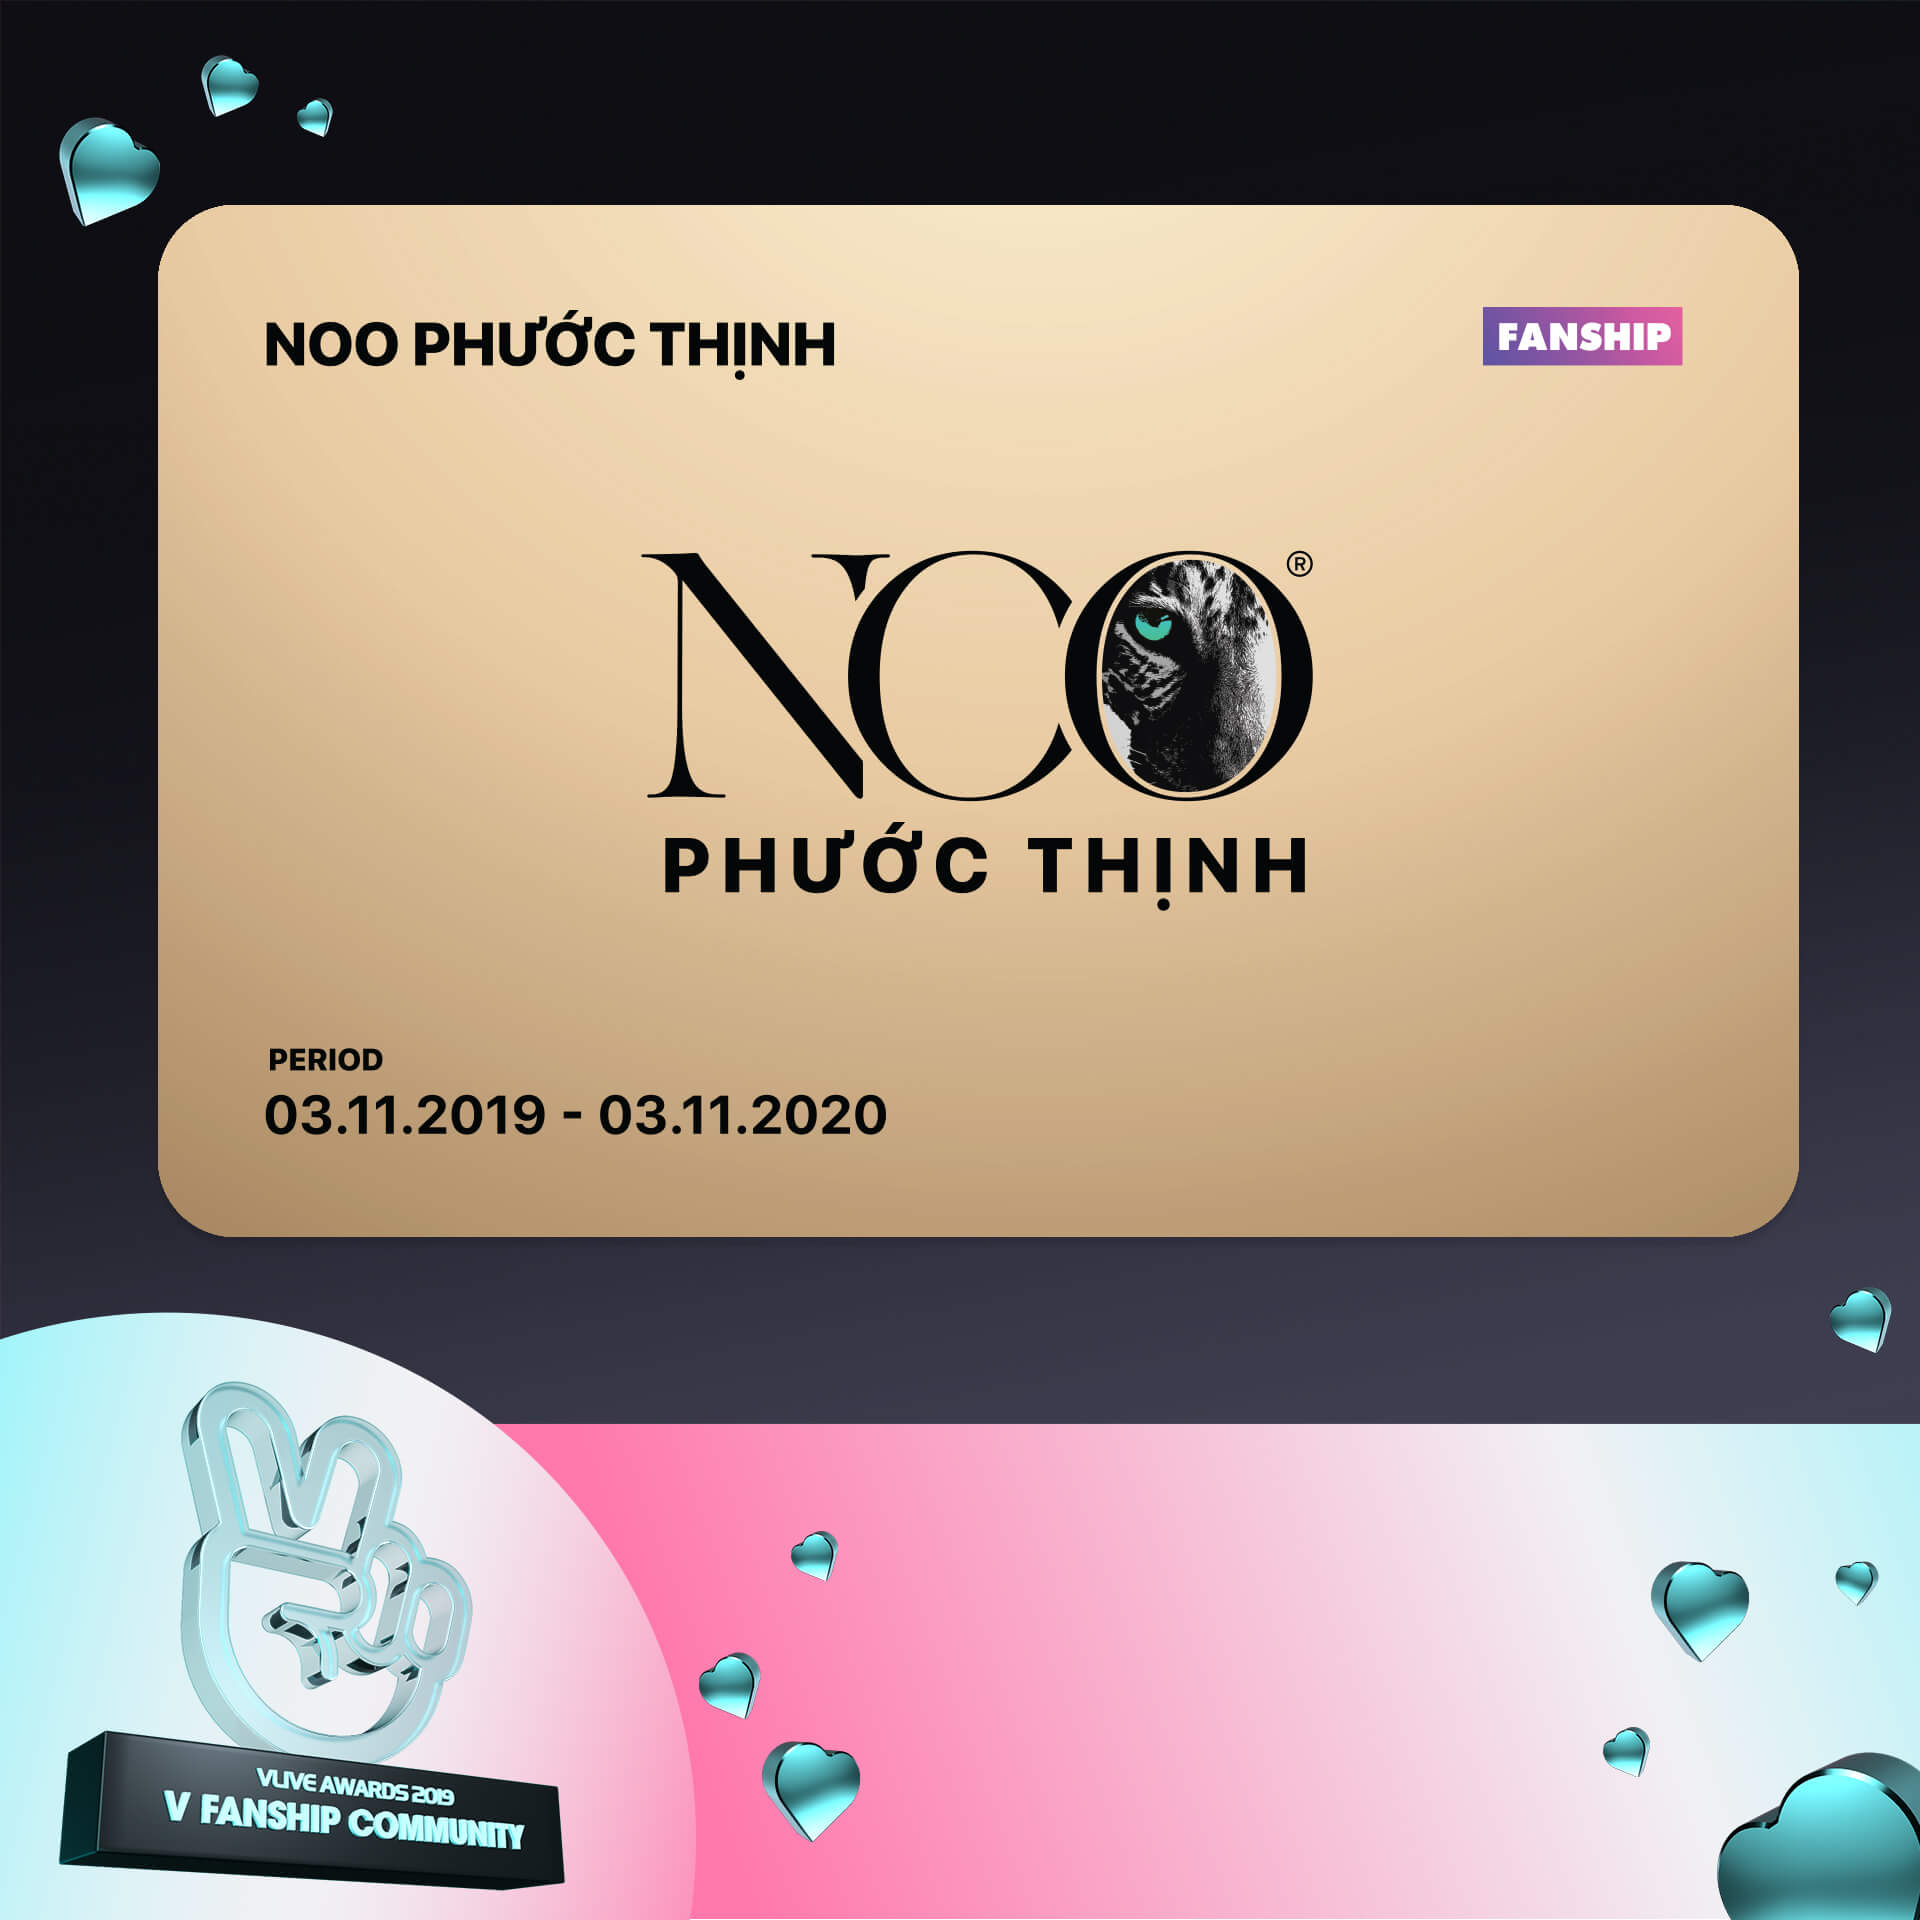 NOO PHƯỚC THỊNH
FANSHIP
NOO®
PHƯỚC THỊNH
PERIOD
03.11.2019 - 03.11.2020
VLIVE AWARDS 2019
V FANSHIP COMMUNITY